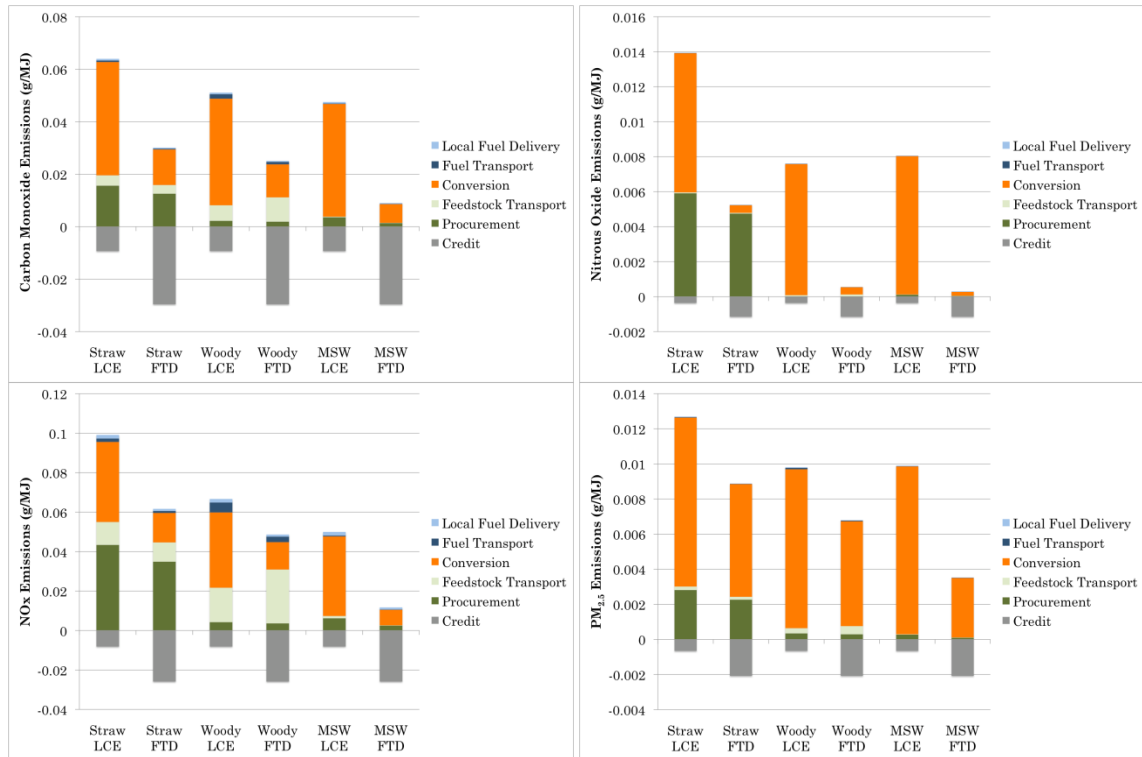 Carbon Monoxide Emissions (g/MJ)
0.08
0.06
0.04
0.02
0
-0.02
-0.04
Straw LCE
Straw FTD
Woody LCE
Woody FTD
MSW LCE
MSW FTD
Local Fuel Delivery
Fuel Transport
Conversion
Feedstock Transport
Procurement
Credit
Nitrous Oxide Emissions (g/MJ)
0.016
0.014
0.012
0.01
0.008
0.006
0.004
0.002
0
-0.002
Straw LCE
Straw FTD
Woody LCE
Woody FTD
MSW LCE
MSW FTD
Local Fuel Delivery
Fuel Transport
Conversion
Feedstock Transport
Procurement
Credit
NOx Emissions (g/MJ)
0.12
0.1
0.08
0.06
0.04
0.02
0
-0.02
-0.04
Straw LCE
Straw FTD
Woody LCE
Woody FTD
MSW LCE
MSW FTD
Local Fuel Delivery
Fuel Transport
Conversion
Feedstock Transport
Procurement
Credit
PM2.5 Emissions (g/MJ)
0.014
0.012
0.01
0.008
0.006
0.004
0.002
0
-0.002
-0.004
Straw LCE
Straw FTD
Woody LCE
Woody FTD
MSW LCE
MSW FTD
Local Fuel Delivery
Fuel Transport
Conversion
Feedstock Transport
Procurement
Credit